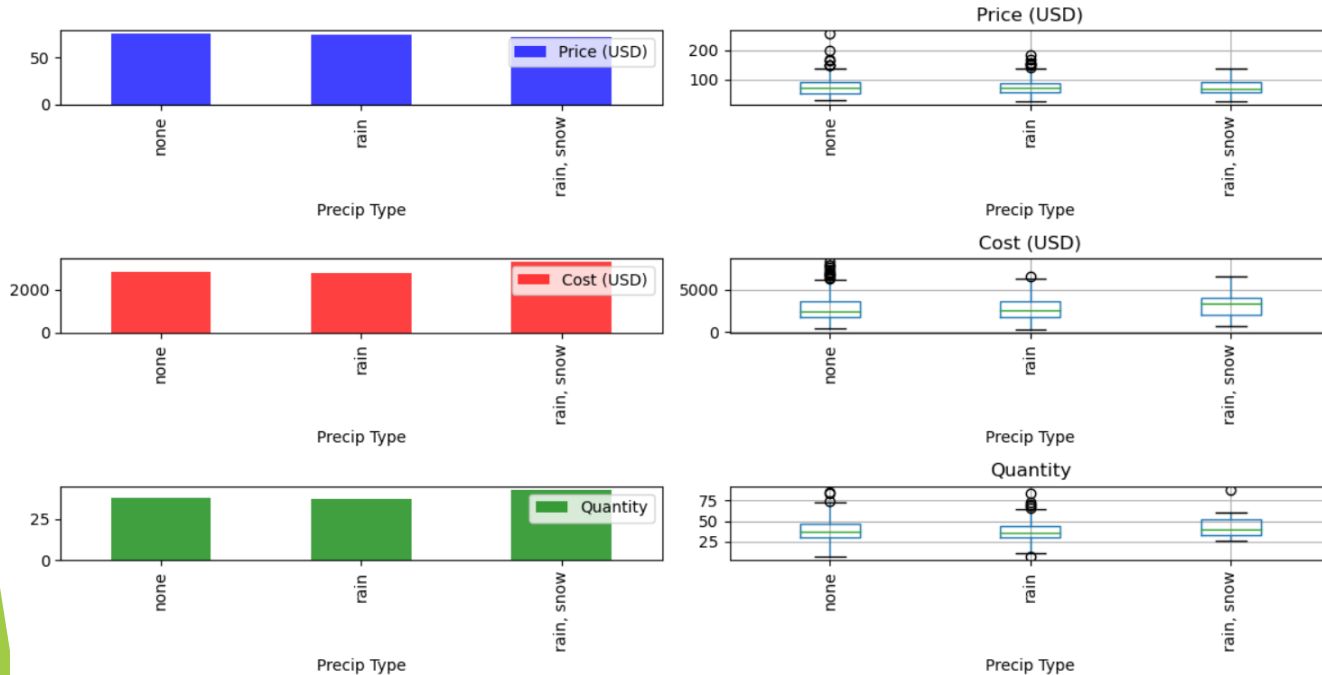 50
0
Price (USD)
none
rain
rain, snow
Precip Type
Price (USD)
200
100
none
rain
rain, snow
Precip Type
2000
0
Cost (USD)
none
rain
rain, snow
Precip Type
Cost (USD)
5000
0
none
rain
rain, snow
Precip Type
25
0
Quantity
none
rain
rain, snow
Precip Type
Quantity
75
50
25
none
rain
rain, snow
Precip Type